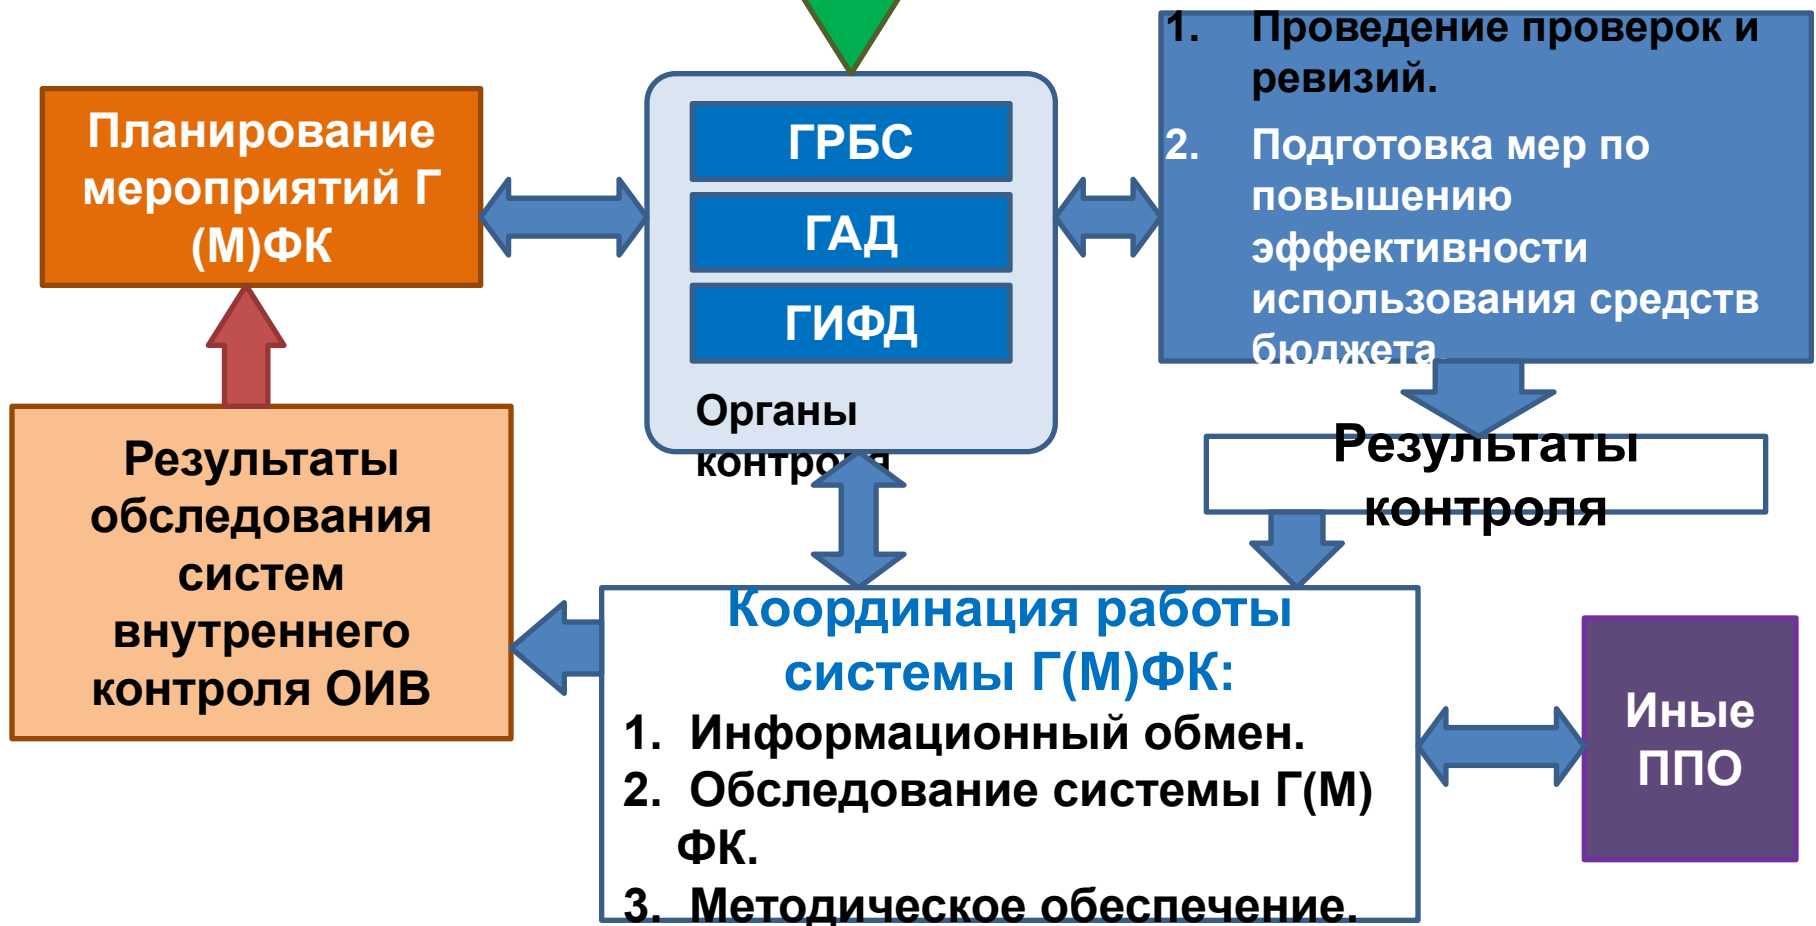 Планирование
мероприятий Г
(М)ФК
ГРБС
ГАД
ГИФД
Органы
контроля
1. Проведение проверок и
ревизий.
2. Подготовка мер по
повышению
эффективности
использования средств
бюджета.
Результаты
контроля
Результаты
обследования
систем
внутреннего
контроля ОИВ
Координация работы
системы Г(М)ФК:
1. Информационный обмен.
2. Обследование системы Г(М)
ФК.
3. Методическое обеспечение.
Иные
ППО